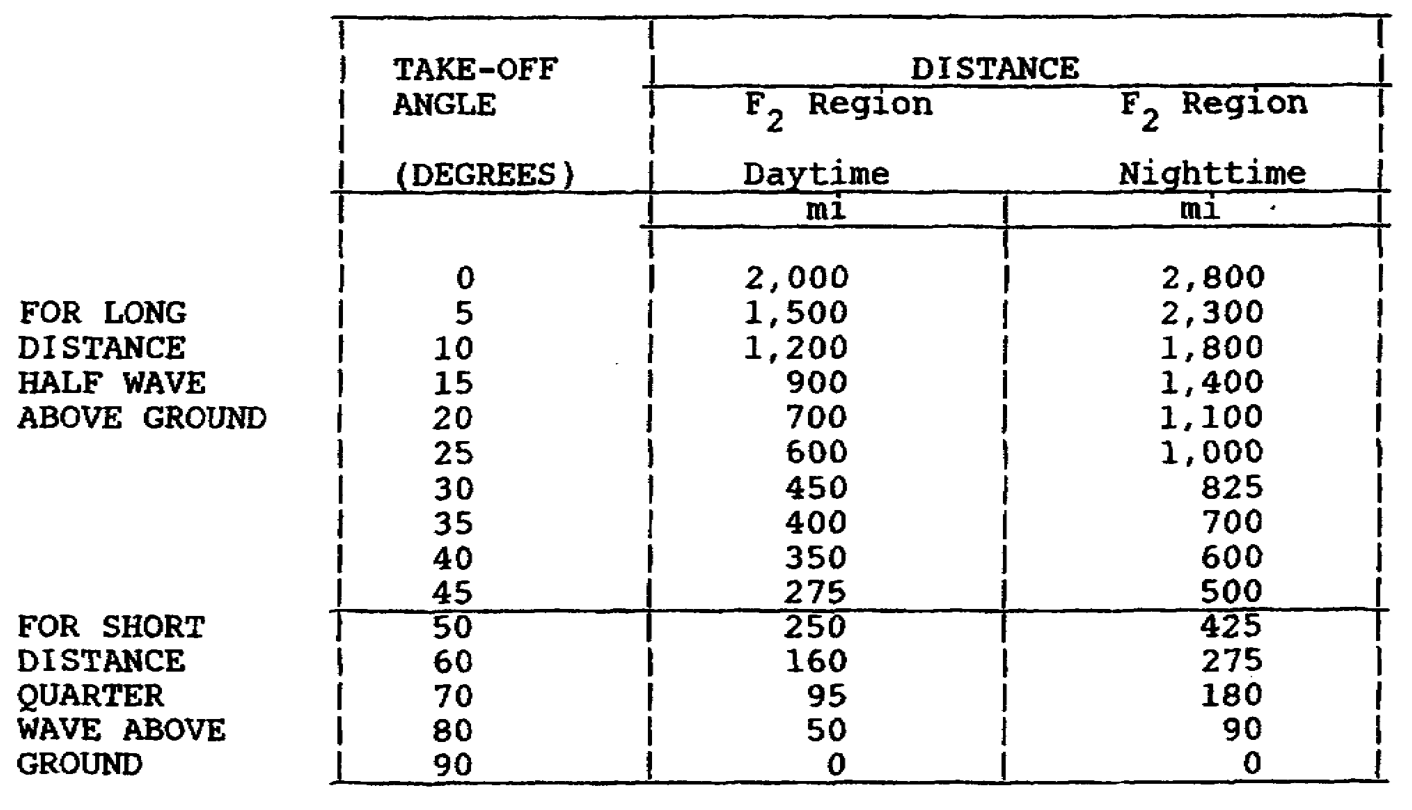 TAKE-OFF DISTANCE
ANGLE F2 Region F2 Region
(DEGREES) Daytime Nighttime
mi mi
0 2,000 2,800
FOR LONG 5 1,500 2,300
DISTANCE 10 1,200 1,800
HALF WAVE 15 900 1,400
ABOVE GROUND 20 700 1,100
25 600 1,000
30 450 825
35 400 700
40 350 600
45 275 500
FOR SHORT 50 250 425
DISTANCE 60 160 275
QUARTER 70 95 180
WAVE ABOVE 80 50 90
GROUND 90 0 0